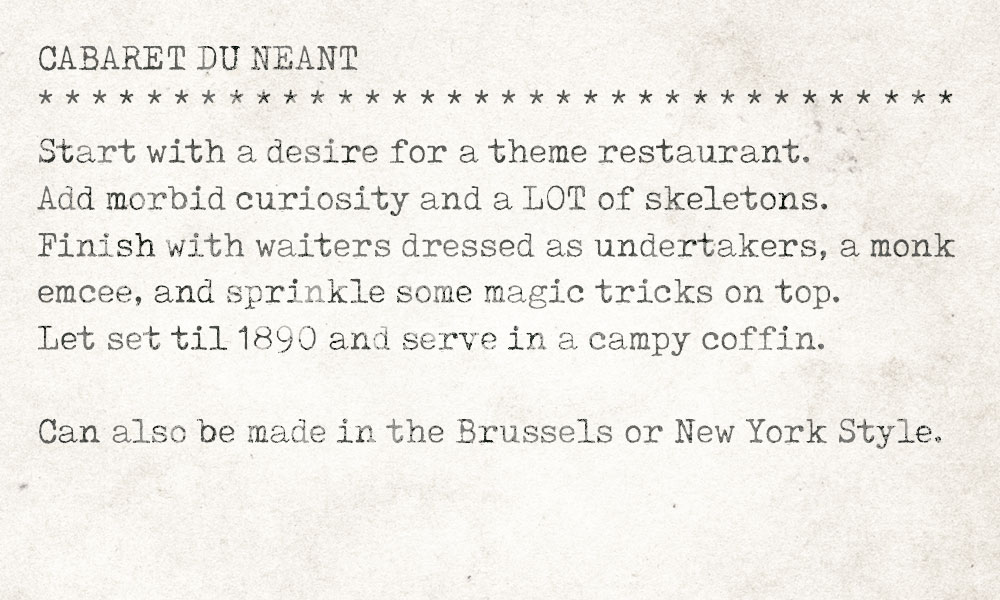 CABARET DU NEANT
* * * * * * * * * * * * * * * * * * * * * * * * * * * * * * * * * *
Start with a desire for a theme restaurant.
Add morbid curiosity and a LOT of skeletons.
Finish with waiters dressed as undertakers, a monk
emcee, and sprinkle some magic tricks on top.
Let set til 1890 and serve in a campy coffin.
Can also be made in the Brussels or New York Style.